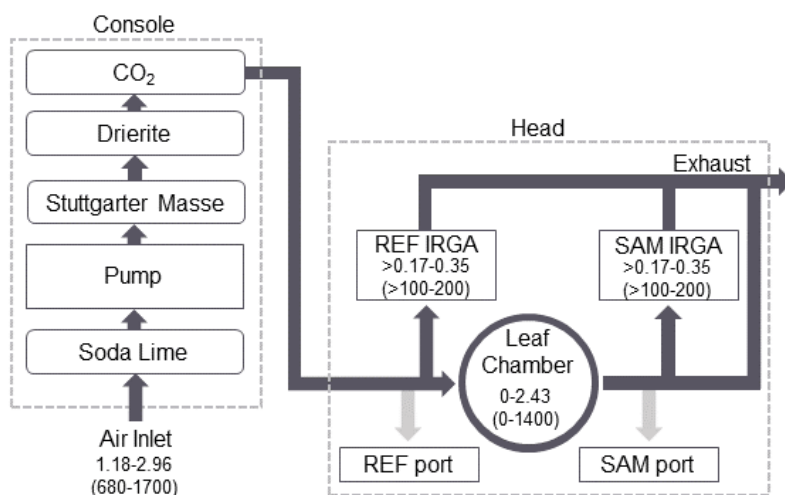 Console
CO₂
Drierite
Stuttgarter Masse
Pump
Soda Lime
Air Inlet
1.18-2.96
(680-1700)
Head
Exhaust
REF IRGA
>0.17-0.35
(>100-200)
SAM IRGA
>0.17-0.35
(>100-200)
Leaf
Chamber
0-2.43
(0-1400)
REF port
SAM port